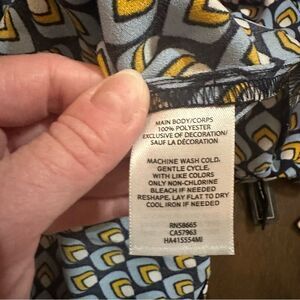 MAIN BODY/CORPS
100% POLYESTER
EXCLUSIVE OF DECORATION/
SAUF LA DÉCORATION
MACHINE WASH COLD,
GENTLE CYCLE,
WITH LIKE COLORS
ONLY NON-CHLORINE
BLEACH IF NEEDED
RESHAPE, LAY FLAT TO DRY
COOL IRON IF NEEDED
RN58665
CA57963
HA41S554MI